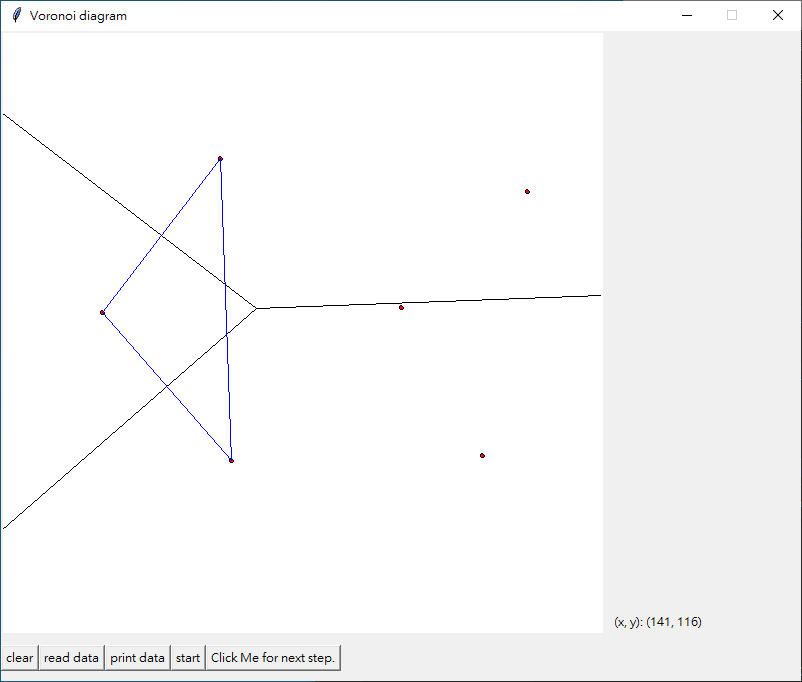 Voronoi diagram
(x, y): (141, 116)
clear read data print data start Click Me for next step.